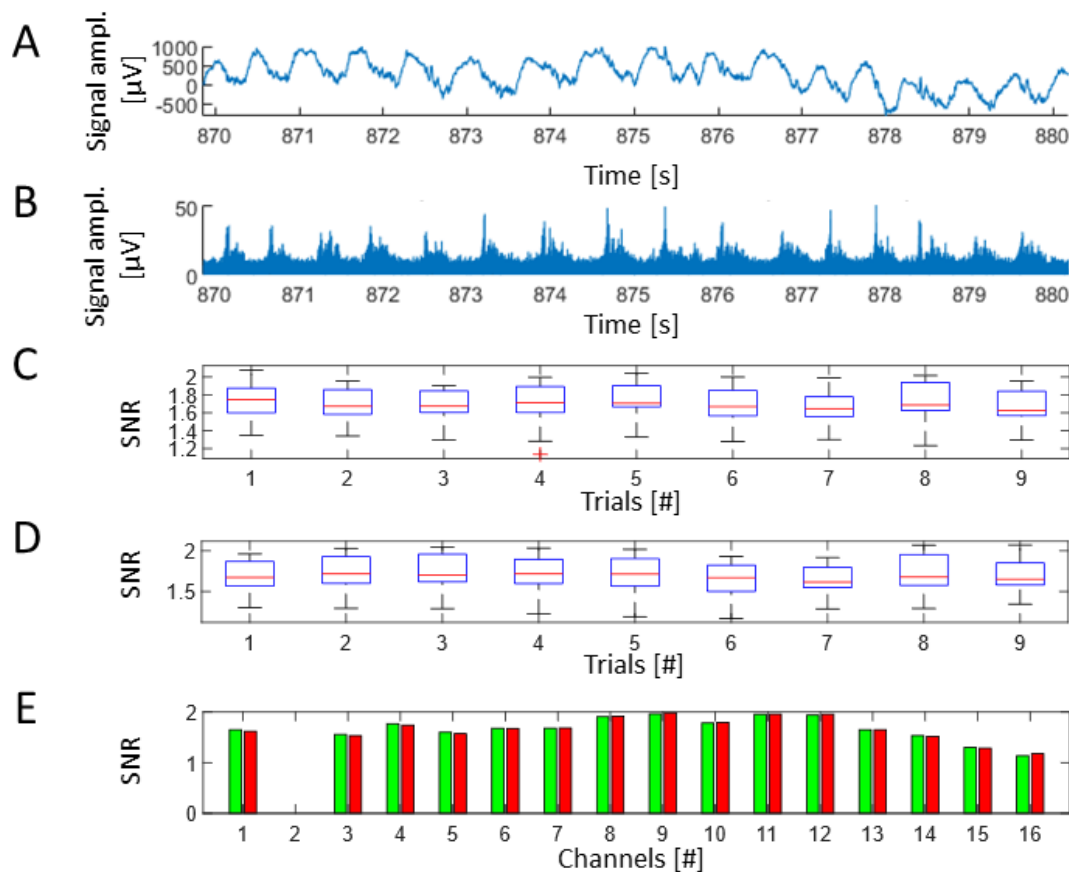 A
Signal ampl.
[µV]
1000
500
0
-500
870 871 872 873 874 875 876 877 878 879 880
Time [s]
B
Signal ampl.
[µV]
50
0
870 871 872 873 874 875 876 877 878 879 880
Time [s]
C
SNR
2
1.8
1.6
1.4
1.2
1 2 3 4 5 6 7 8 9
Trials [#]
D
SNR
2
1.5
1 2 3 4 5 6 7 8 9
Trials [#]
E
SNR
2
1
0
1 2 3 4 5 6 7 8 9 10 11 12 13 14 15 16
Channels [#]